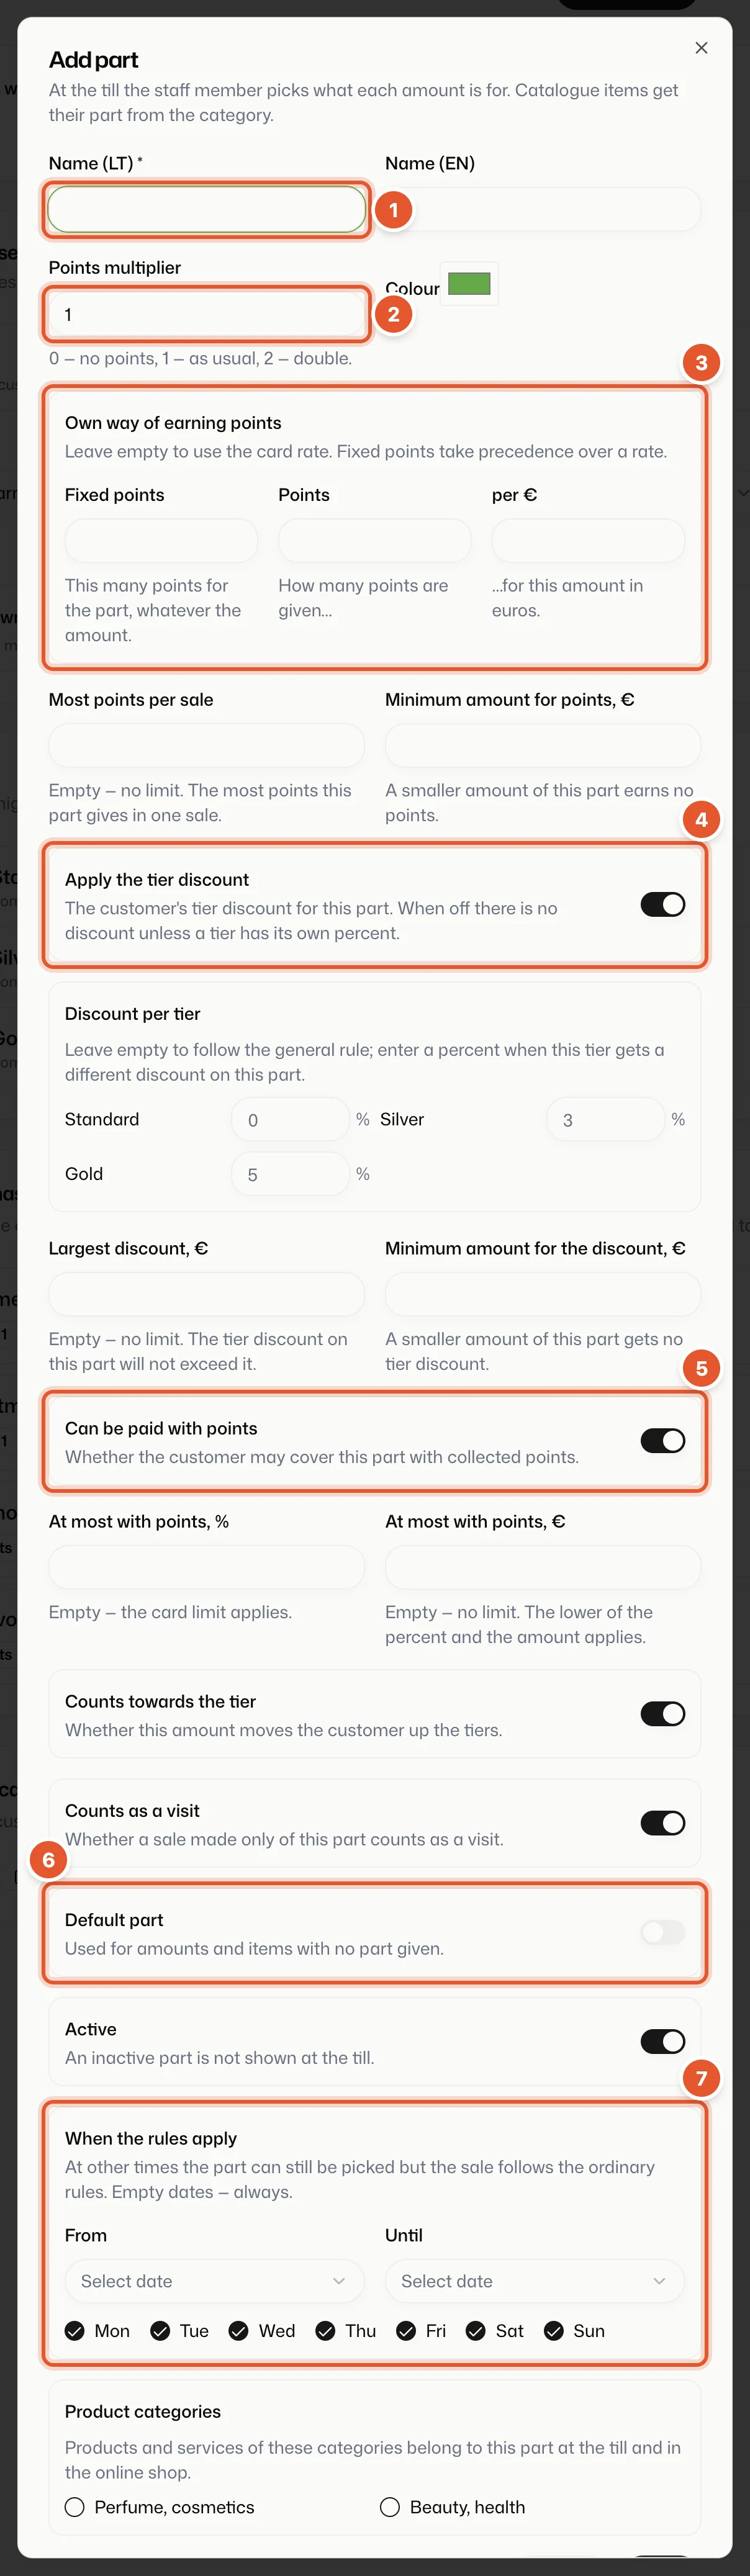 Add part
At the till the staff member picks what each amount is for. Catalogue items get
their part from the category.
Name (LT) *
Name (EN)
1
Points multiplier
Colour
1
2
0 – no points, 1 – as usual, 2 – double.
3
Own way of earning points
Leave empty to use the card rate. Fixed points take precedence over a rate.
Fixed points
Points
per €
This many points for
the part, whatever the
amount.
How many points are
given...
...for this amount in
euros.
Most points per sale
Minimum amount for points, €
Empty – no limit. The most points this
part gives in one sale.
A smaller amount of this part earns no
points.
4
Apply the tier discount
The customer's tier discount for this part. When off there is no
discount unless a tier has its own percent.
Discount per tier
Leave empty to follow the general rule; enter a percent when this tier gets a
different discount on this part.
Standard 0 % Silver 3 %
Gold 5 %
Largest discount, €
Minimum amount for the discount, €
Empty – no limit. The tier discount on
this part will not exceed it.
A smaller amount of this part gets no
tier discount.
5
Can be paid with points
Whether the customer may cover this part with collected points.
At most with points, %
At most with points, €
Empty – the card limit applies.
Empty – no limit. The lower of the
percent and the amount applies.
Counts towards the tier
Whether this amount moves the customer up the tiers.
Counts as a visit
Whether a sale made only of this part counts as a visit.
6
Default part
Used for amounts and items with no part given.
Active
An inactive part is not shown at the till.
7
When the rules apply
At other times the part can still be picked but the sale follows the ordinary
rules. Empty dates – always.
From
Until
Select date
Select date
Mon Tue Wed Thu Fri Sat Sun
Product categories
Products and services of these categories belong to this part at the till and in
the online shop.
Perfume, cosmetics
Beauty, health